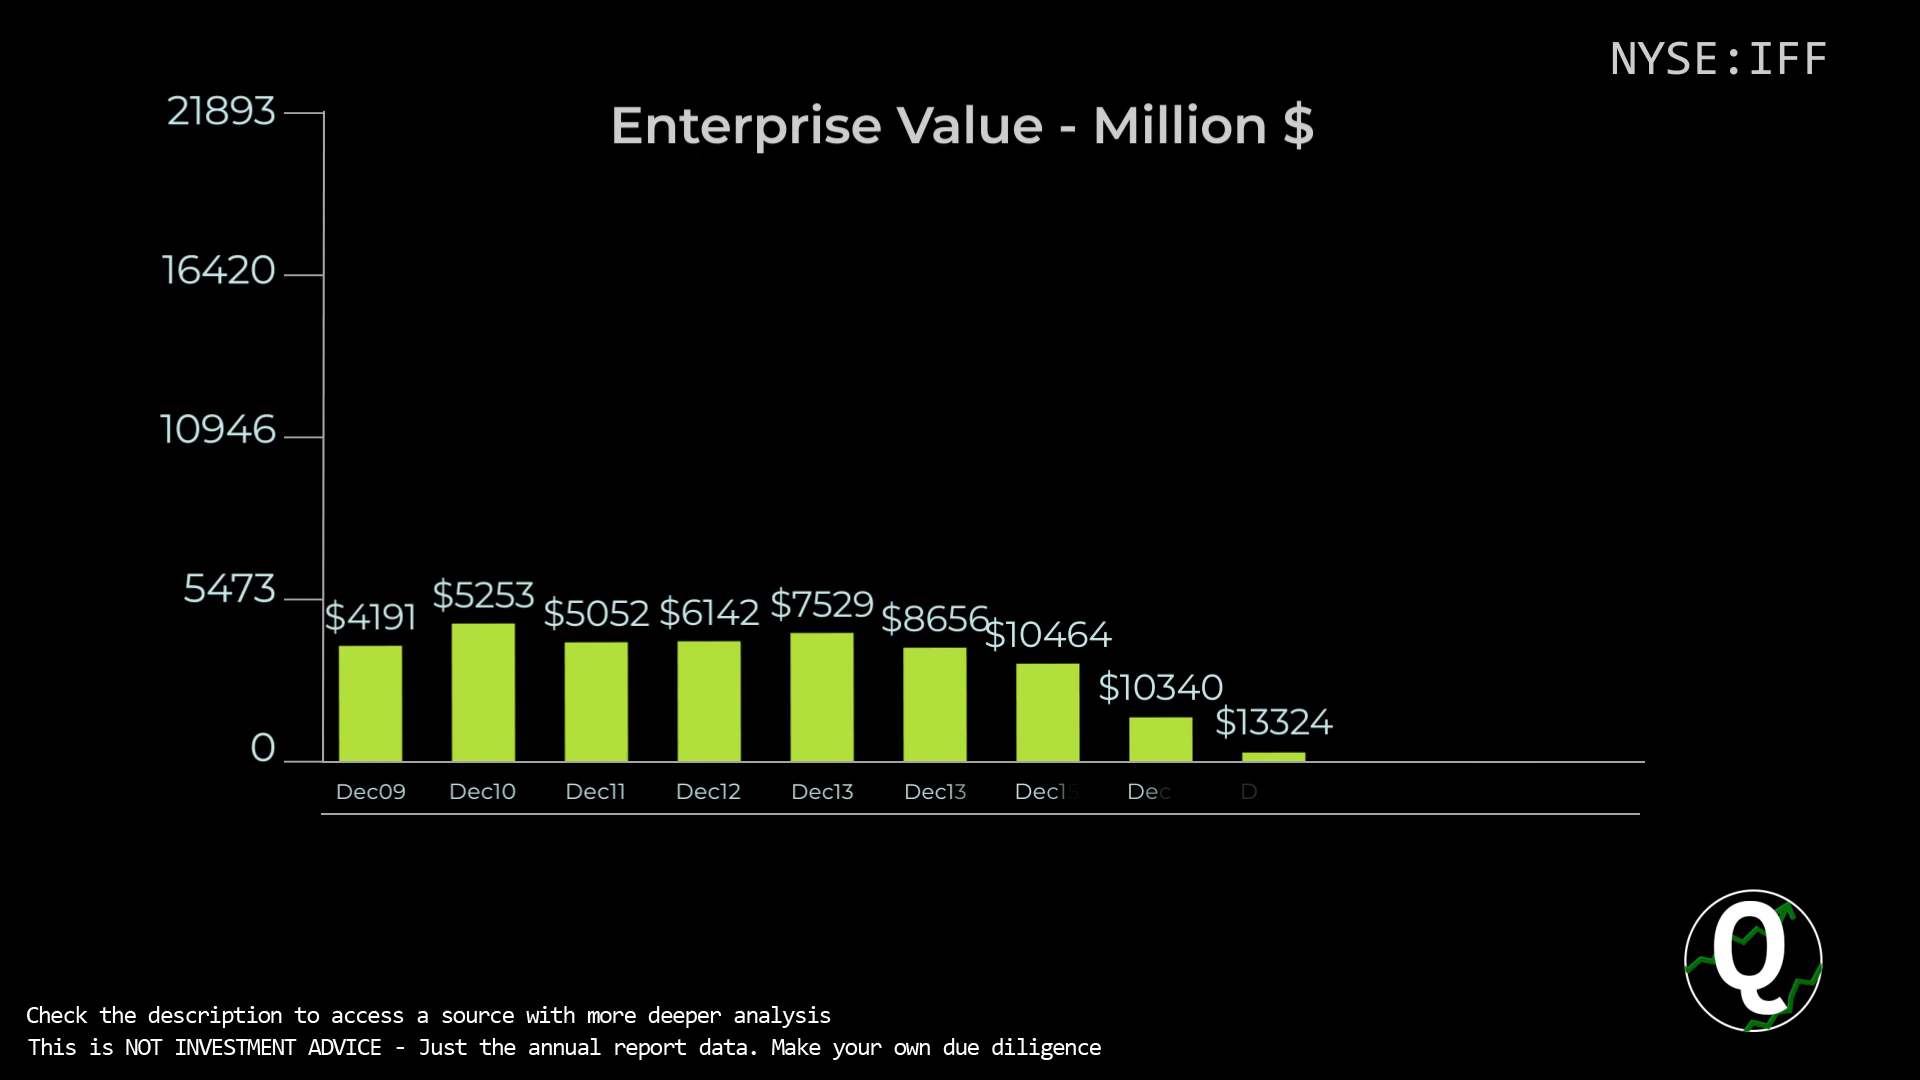 NYSE:IFF
Enterprise Value - Million $
21893
16420
10946
5473
0
$4191 $5253 $5052 $6142 $7529 $8656 $10464 $10340 $13324
Dec09 Dec10 Dec11 Dec12 Dec13 Dec13 Dec15 Dec D
Q
Check the description to access a source with more deeper analysis
This is NOT INVESTMENT ADVICE - Just the annual report data. Make your own due diligence